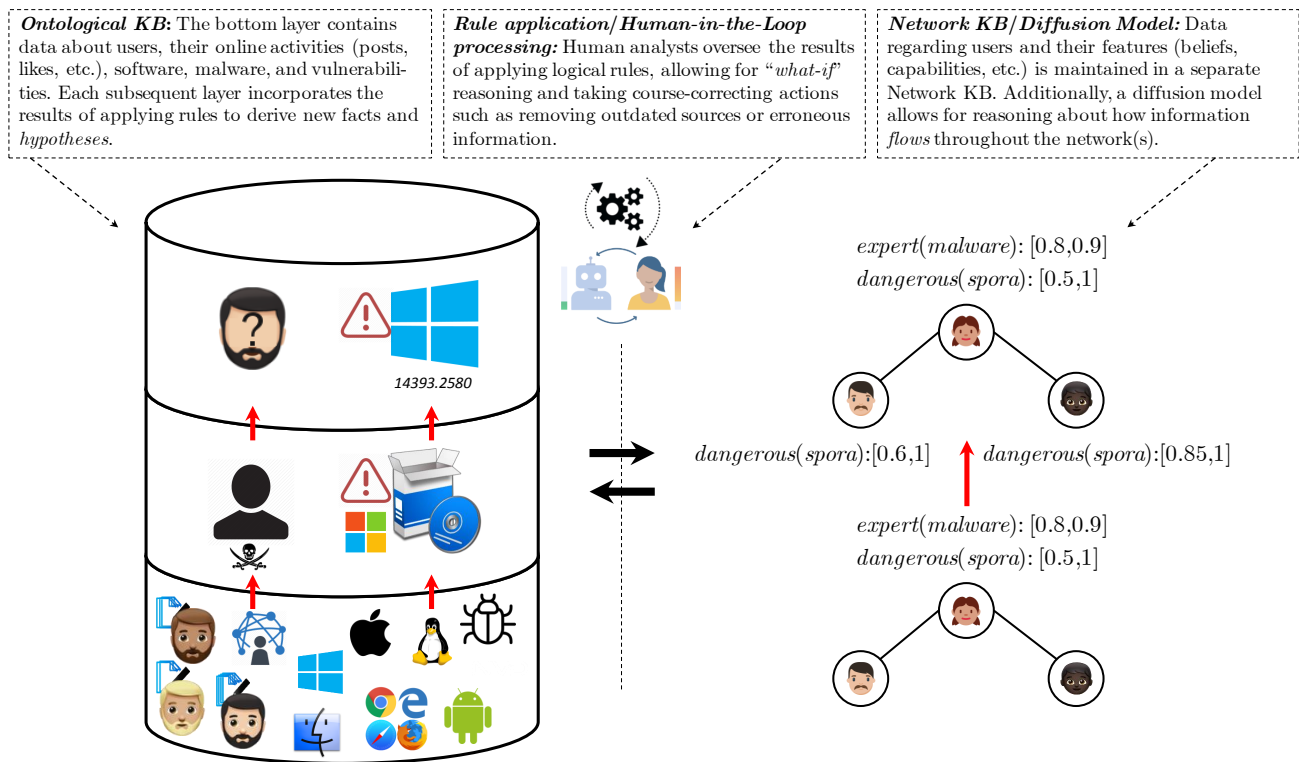 Ontological KB: The bottom layer contains
data about users, their online activities (posts,
likes, etc.), software, malware, and vulnerabili-
ties. Each subsequent layer incorporates the
results of applying rules to derive new facts and
hypotheses.
Rule application/Human-in-the-Loop
processing: Human analysts oversee the results
of applying logical rules, allowing for “what-if”
reasoning and taking course-correcting actions
such as removing outdated sources or erroneous
information.
Network KB/Diffusion Model: Data
regarding users and their features (beliefs,
capabilities, etc.) is maintained in a separate
Network KB. Additionally, a diffusion model
allows for reasoning about how information
flows throughout the network(s).
?
14393.2580
expert(malware): [0.8,0.9]
dangerous(spora): [0.5,1]
dangerous(spora):[0.6,1]
dangerous(spora):[0.85,1]
expert(malware): [0.8,0.9]
dangerous(spora): [0.5,1]